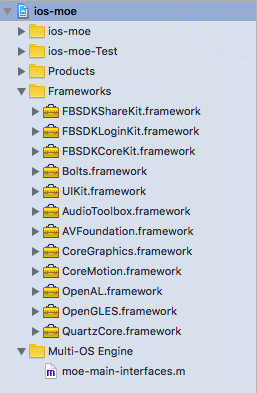 ios-moe
ios-moe
ios-moe-Test
Products
Frameworks
FBSDKShareKit.framework
FBSDKLoginKit.framework
FBSDKCoreKit.framework
Bolts.framework
UIKit.framework
AudioToolbox.framework
AVFoundation.framework
CoreGraphics.framework
CoreMotion.framework
OpenAL.framework
OpenGLES.framework
QuartzCore.framework
Multi-OS Engine
moe-main-interfaces.m